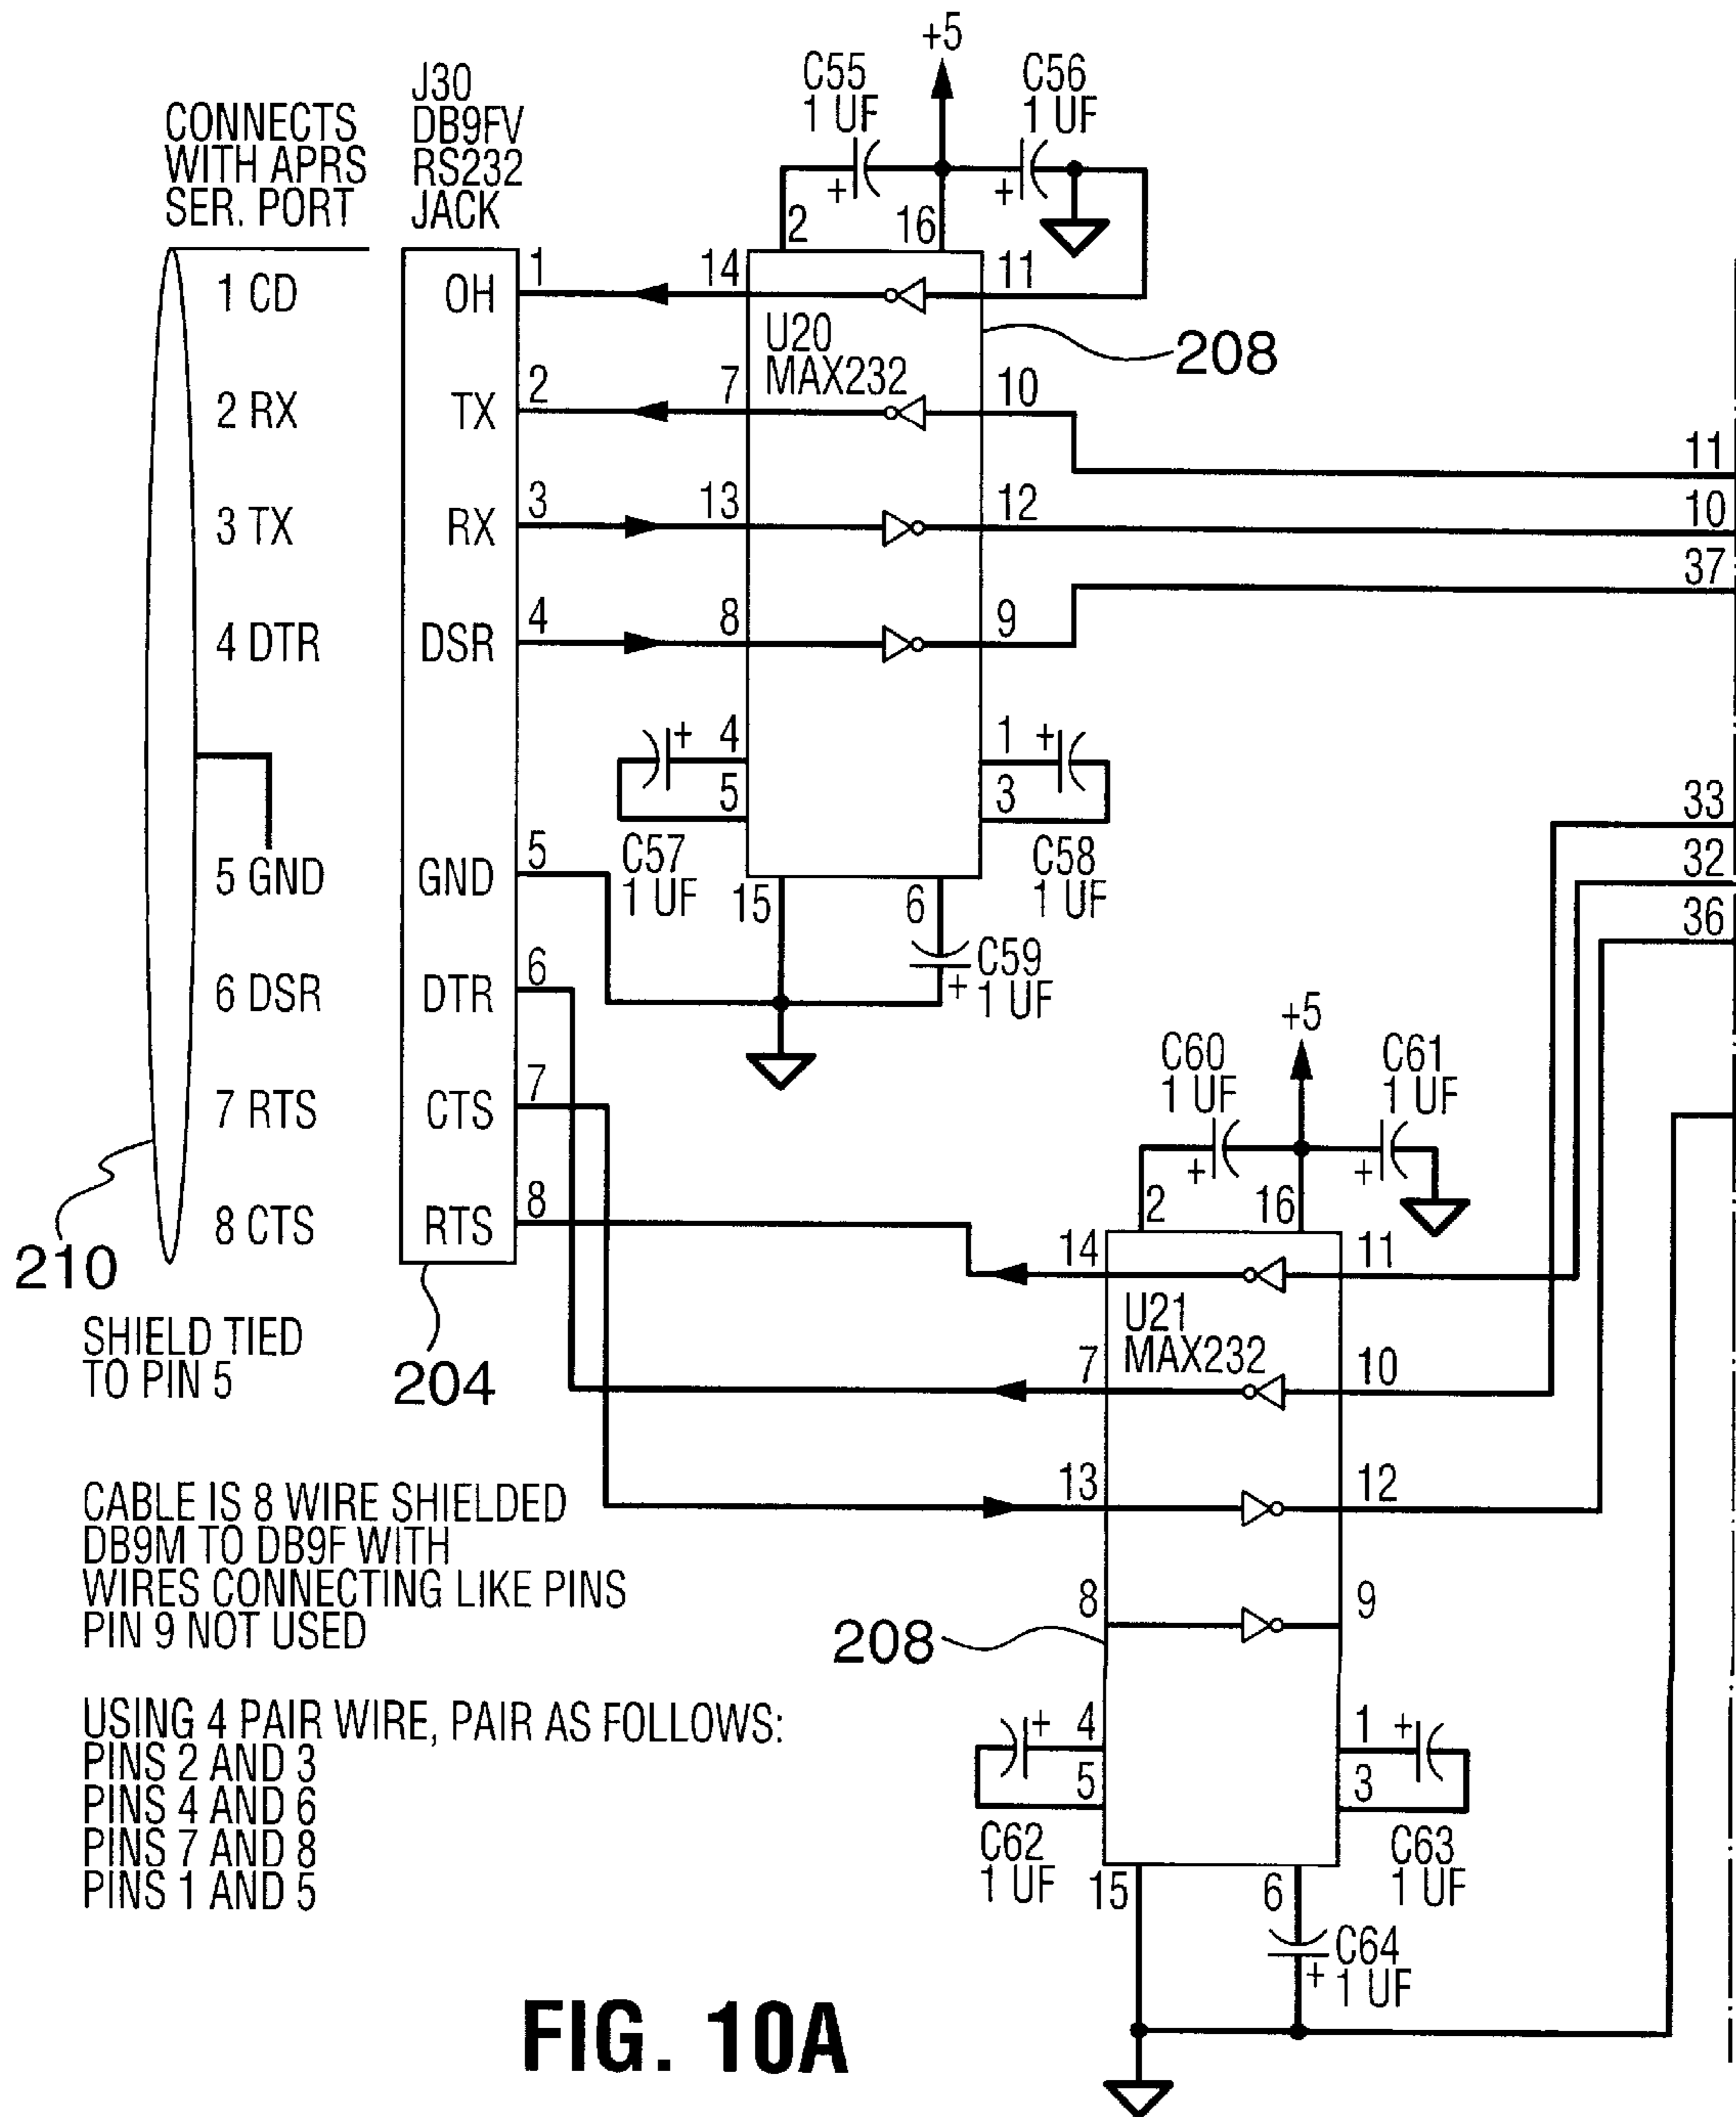 CONNECTS
WITH APRS
SER. PORT
J30
DB9FV
RS232
JACK
C55
1 UF
+5
C56
1 UF
+
+
2
16
1 CD
OH
1
14
11
U20
MAX232
208
2 RX
TX
2
7
10
11
3 TX
RX
3
13
12
10
37
4 DTR
DSR
4
8
9
+
4
5
1
+
3
33
C57
1 UF
C58
1 UF
5 GND
GND
5
15
6
32
36
C59
+
1 UF
6 DSR
DTR
6
+5
C60
1 UF
C61
1 UF
7 RTS
CTS
7
+
+
2
16
8 CTS
RTS
8
210
14
11
U21
MAX232
SHIELD TIED
TO PIN 5
204
7
10
CABLE IS 8 WIRE SHIELDED
DB9M TO DB9F WITH
WIRES CONNECTING LIKE PINS
PIN 9 NOT USED
13
12
8
9
208
USING 4 PAIR WIRE, PAIR AS FOLLOWS:
PINS 2 AND 3
PINS 4 AND 6
PINS 7 AND 8
PINS 1 AND 5
+
4
5
1
+
3
C62
1 UF
C63
1 UF
15
6
C64
+
1 UF
FIG. 10A